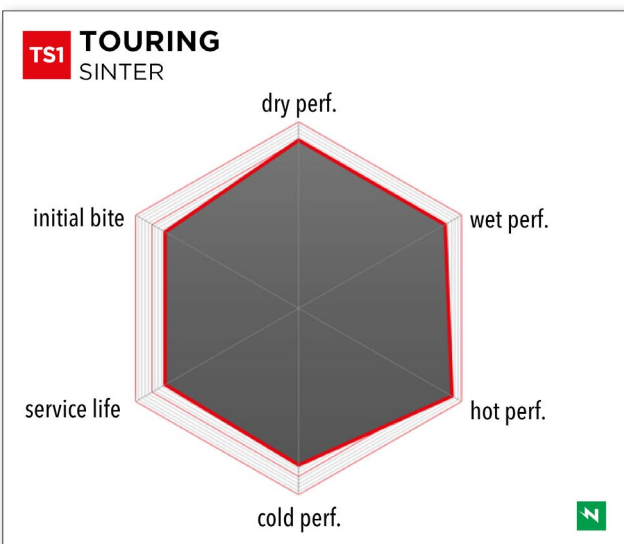 TS1 TOURING
SINTER
dry perf.
initial bite
wet perf.
service life
hot perf.
cold perf.